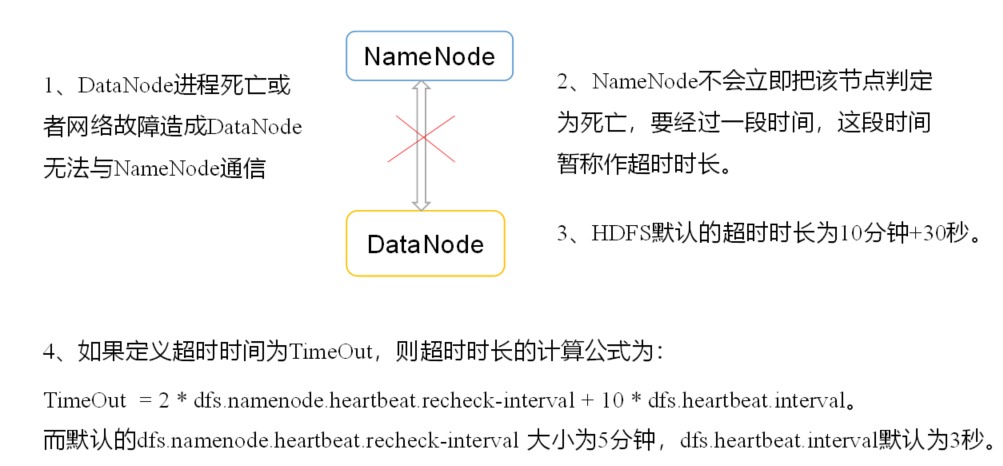 NameNode
1、DataNode进程死亡或
者网络故障造成DataNode
无法与NameNode通信
2、NameNode不会立即把该节点判定
为死亡，要经过一段时间，这段时间
暂称作超时时长。
DataNode
3、HDFS默认的超时时长为10分钟+30秒。
4、如果定义超时时间为TimeOut，则超时时长的计算公式为：
TimeOut = 2 * dfs.namenode.heartbeat.recheck-interval + 10 * dfs.heartbeat.interval。
而默认的dfs.namenode.heartbeat.recheck-interval 大小为5分钟，dfs.heartbeat.interval默认为3秒。